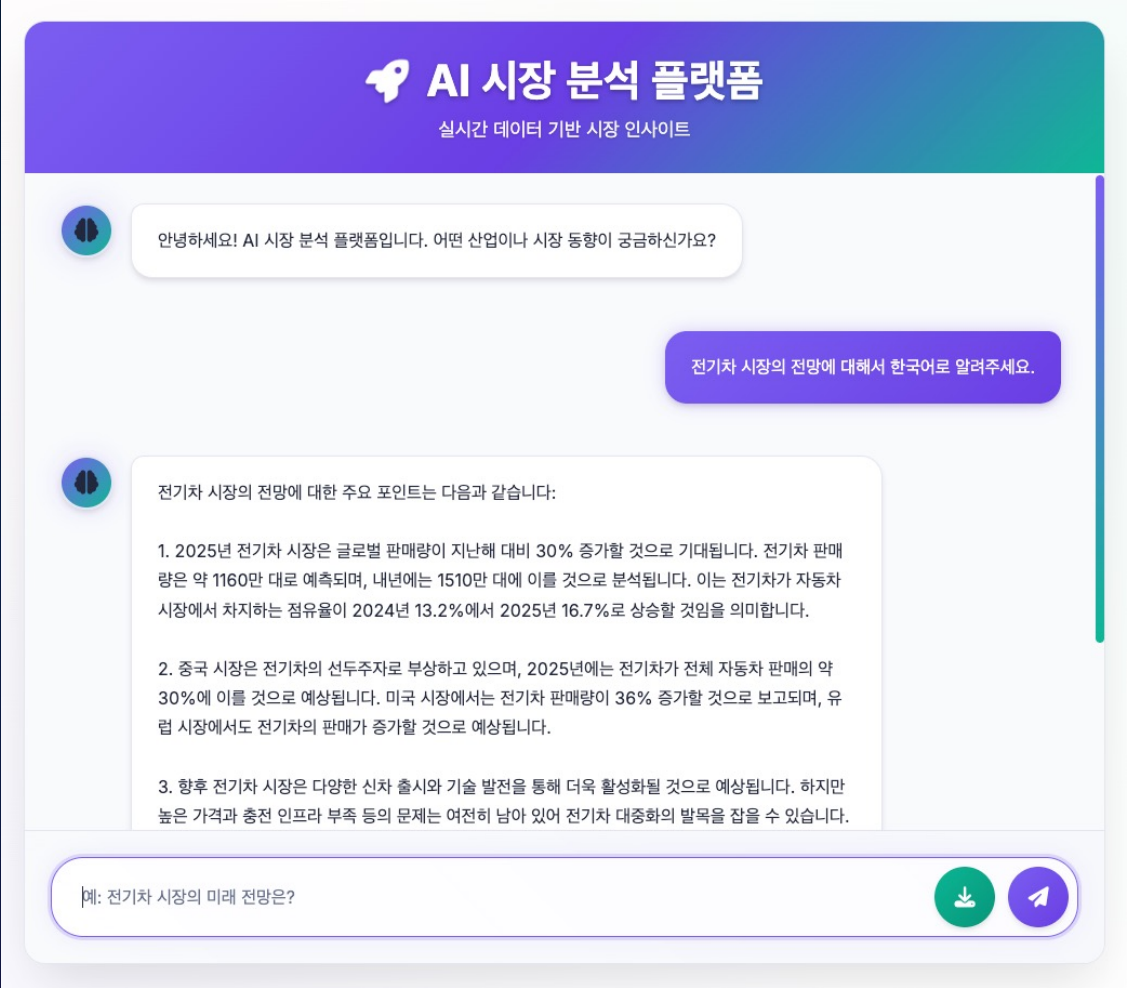 AI 시장 분석 플랫폼
실시간 데이터 기반 시장 인사이트
안녕하세요! AI 시장 분석 플랫폼입니다. 어떤 산업이나 시장 동향이 궁금하신가요?
전기차 시장의 전망에 대해서 한국어로 알려주세요.
전기차 시장의 전망에 대한 주요 포인트는 다음과 같습니다:
1. 2025년 전기차 시장은 글로벌 판매량이 지난해 대비 30% 증가할 것으로 기대됩니다. 전기차 판매
량은 약 1160만 대로 예측되며, 내년에는 1510만 대에 이를 것으로 분석됩니다. 이는 전기차가 자동차
시장에서 차지하는 점유율이 2024년 13.2%에서 2025년 16.7%로 상승할 것임을 의미합니다.
2. 중국 시장은 전기차의 선두주자로 부상하고 있으며, 2025년에는 전기차가 전체 자동차 판매의 약
30%에 이를 것으로 예상됩니다. 미국 시장에서는 전기차 판매량이 36% 증가할 것으로 보고되며, 유
럽 시장에서도 전기차의 판매가 증가할 것으로 예상됩니다.
3. 향후 전기차 시장은 다양한 신차 출시와 기술 발전을 통해 더욱 활성화될 것으로 예상됩니다. 하지만
높은 가격과 충전 인프라 부족 등의 문제는 여전히 남아 있어 전기차 대중화의 발목을 잡을 수 있습니다.
예: 전기차 시장의 미래 전망은?